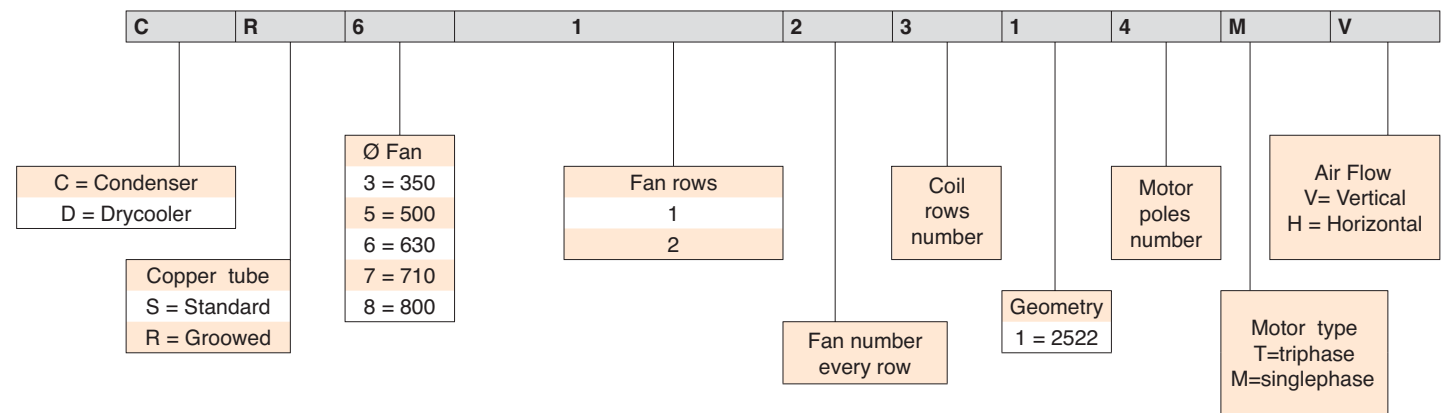 C R 6 1 2 3 1 4 M V
C = Condenser
D = Drycooler
Copper tube
S = Standard
R = Groowed
Ø Fan
3 = 350
5 = 500
6 = 630
7 = 710
8 = 800
Fan rows
1
2
Fan number
every row
Coil
rows
number
Geometry
1 = 2522
Motor
poles
number
Motor type
T=triphase
M=singlephase
Air Flow
V= Vertical
H = Horizontal